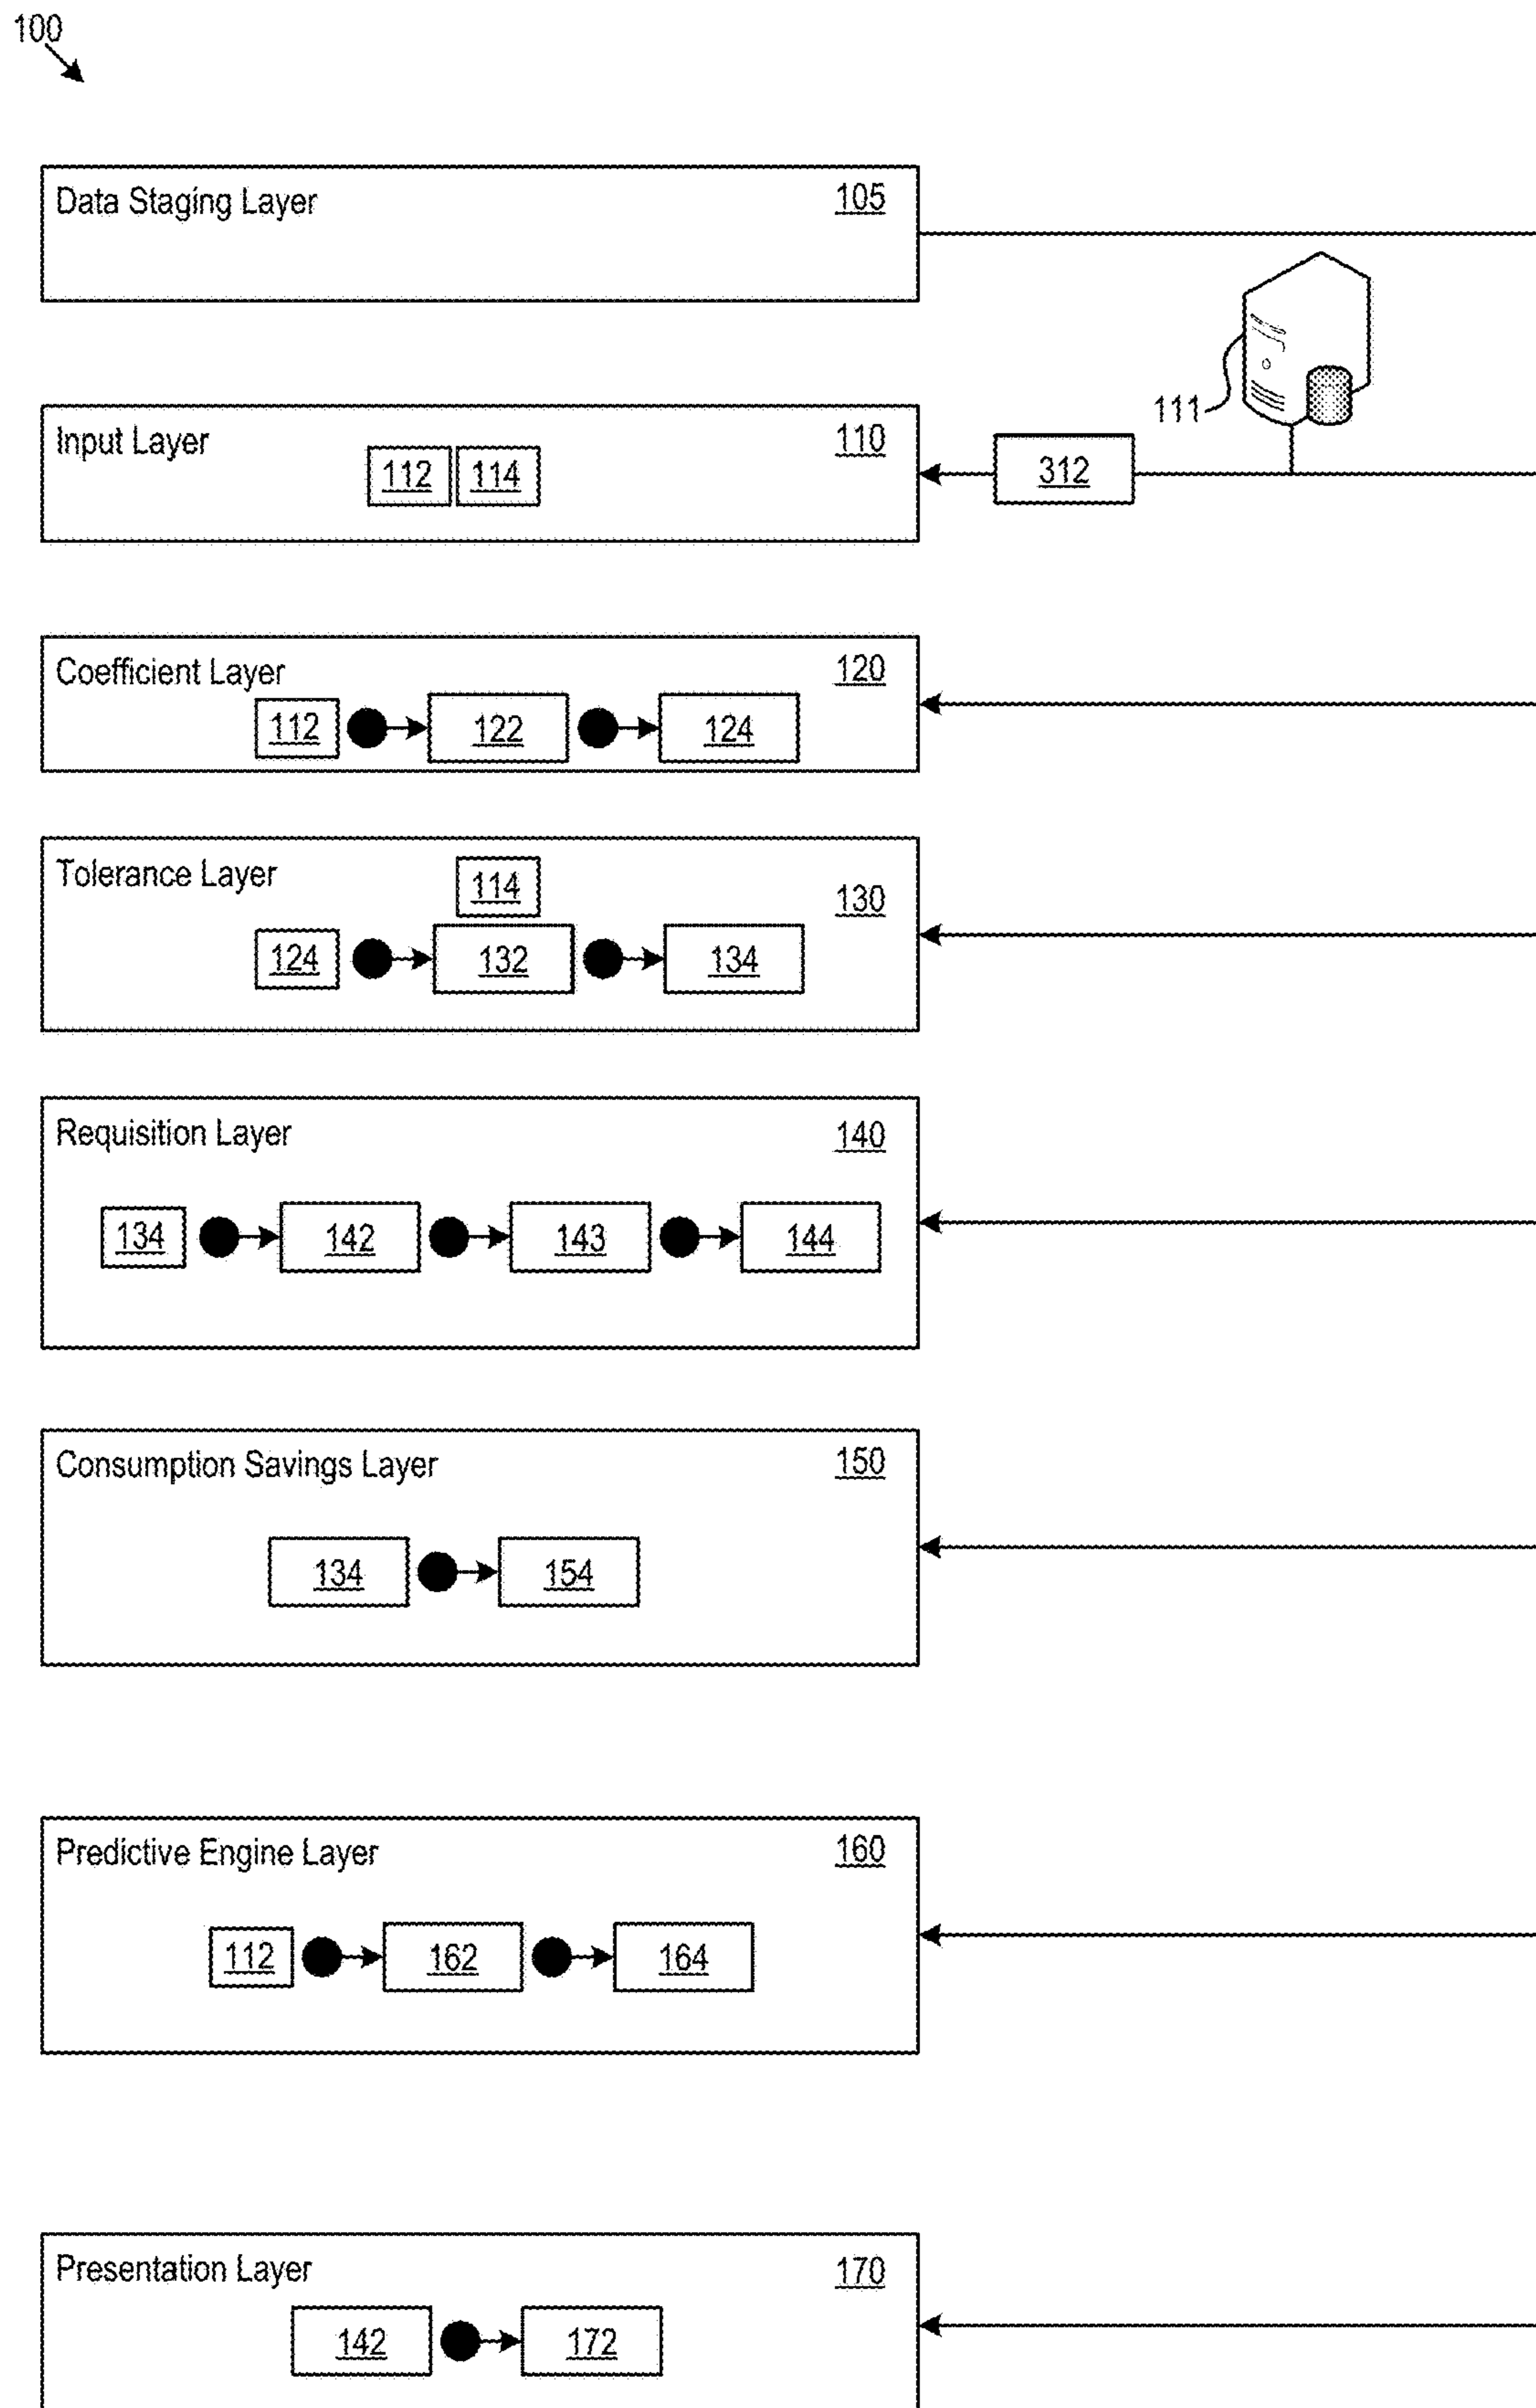 100
Data Staging Layer 105
111
Input Layer 110
112 114 312
Coefficient Layer 120
112 122 124
Tolerance Layer 130
114
124 132 134
Requisition Layer 140
134 142 143 144
Consumption Savings Layer 150
134 154
Predictive Engine Layer 160
112 162 164
Presentation Layer 170
142 172